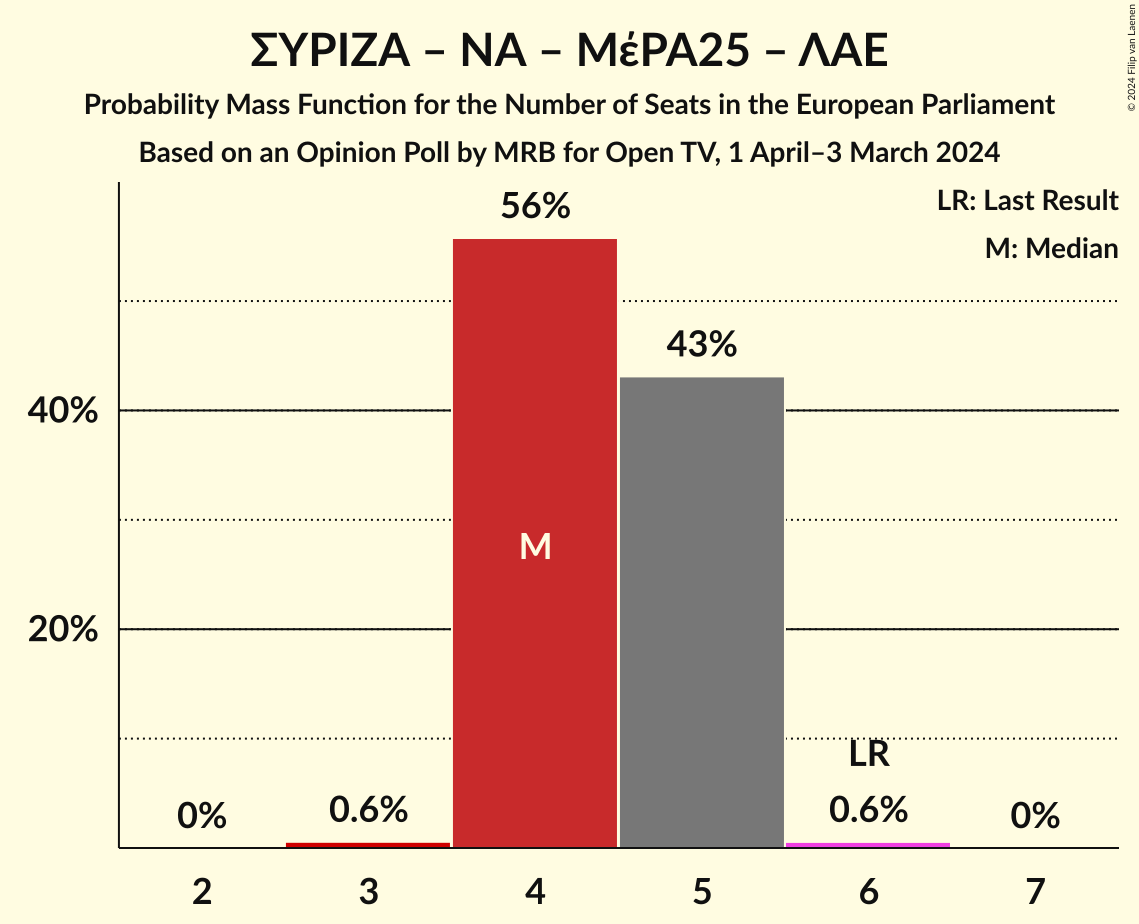 ΣΥΡΙΖΑ – ΝΑ – ΜέΡΑ25 – ΛΑΕ
Probability Mass Function for the Number of Seats in the European Parliament
Based on an Opinion Poll by MRB for Open TV, 1 April–3 March 2024
© 2024 Filip van Laenen
LR: Last Result
M: Median
56%
43%
40%
M
20%
LR
0% 0.6% 0.6% 0%
2 3 4 5 6 7